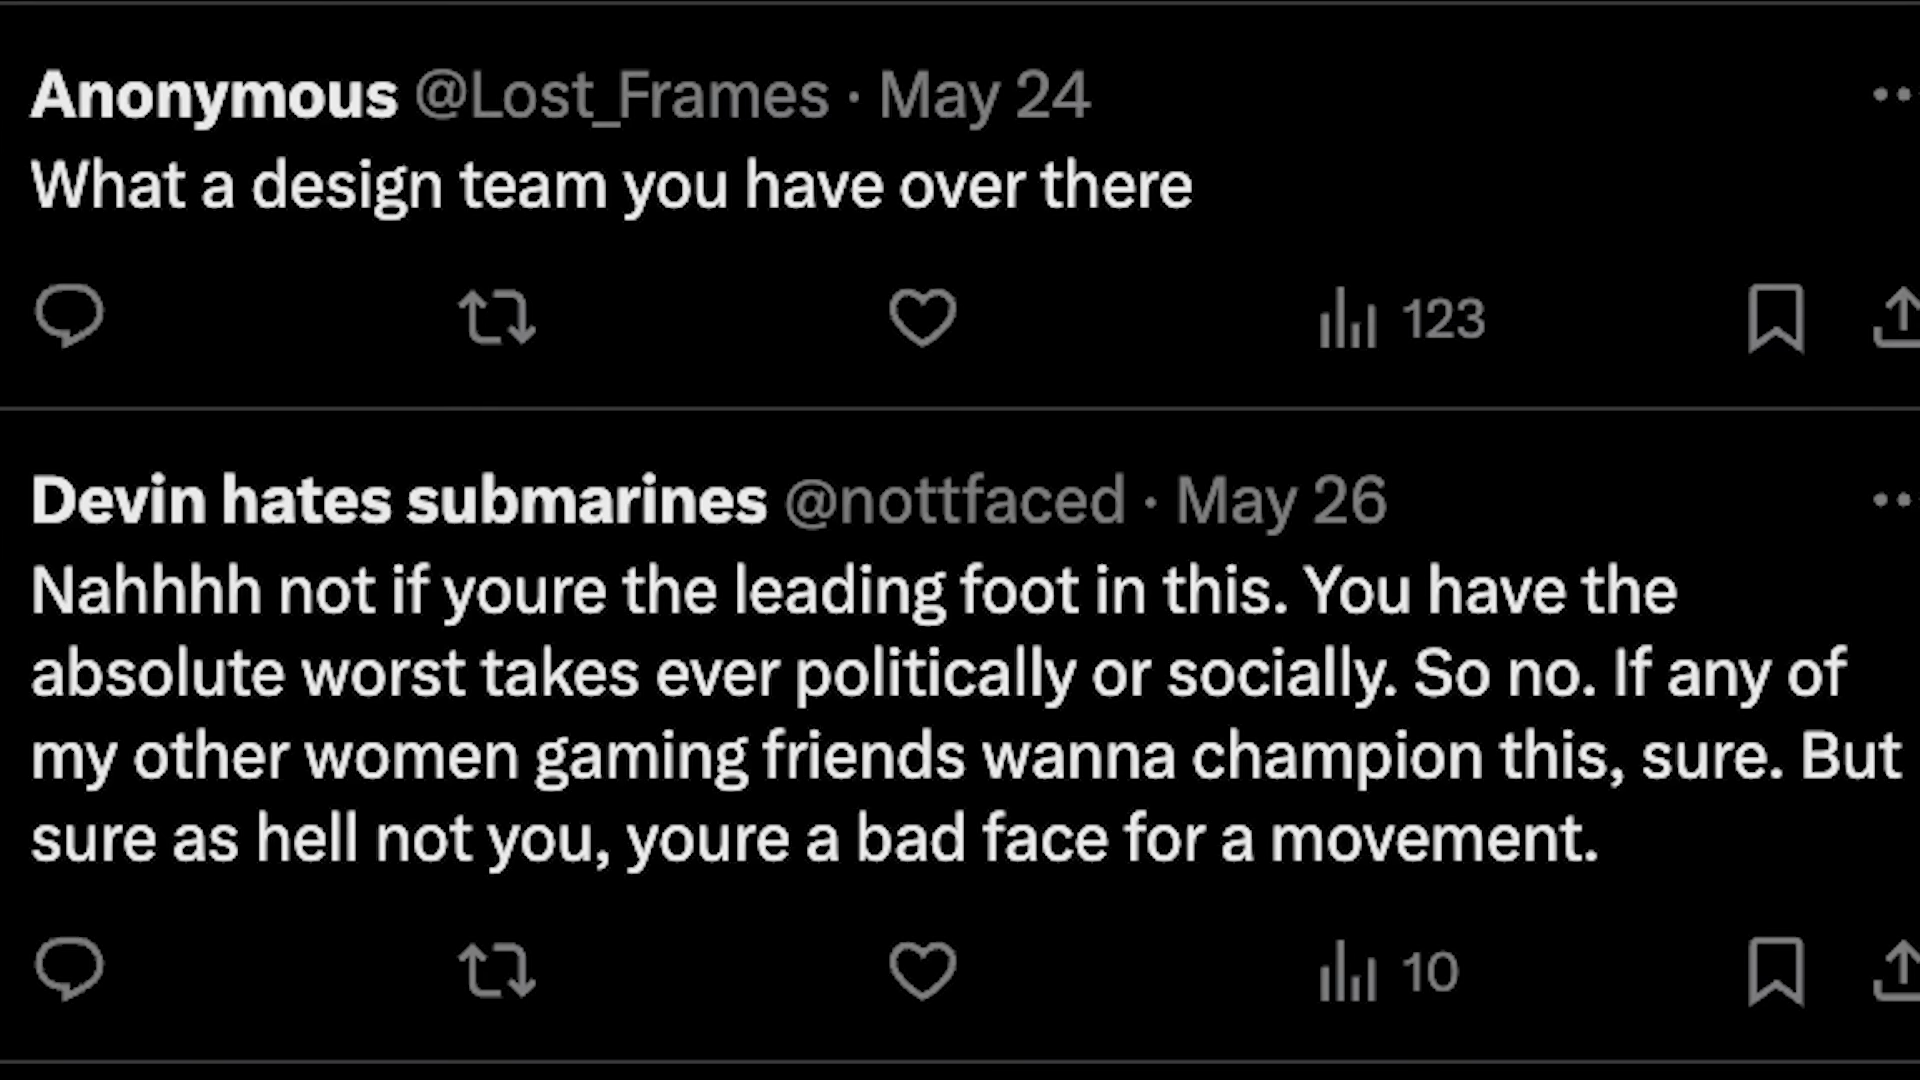 Anonymous @Lost_Frames · May 24
What a design team you have over there
123
Devin hates submarines @nottfaced · May 26
Nahhhh not if youre the leading foot in this. You have the
absolute worst takes ever politically or socially. So no. If any of
my other women gaming friends wanna champion this, sure. But
sure as hell not you, youre a bad face for a movement.
10